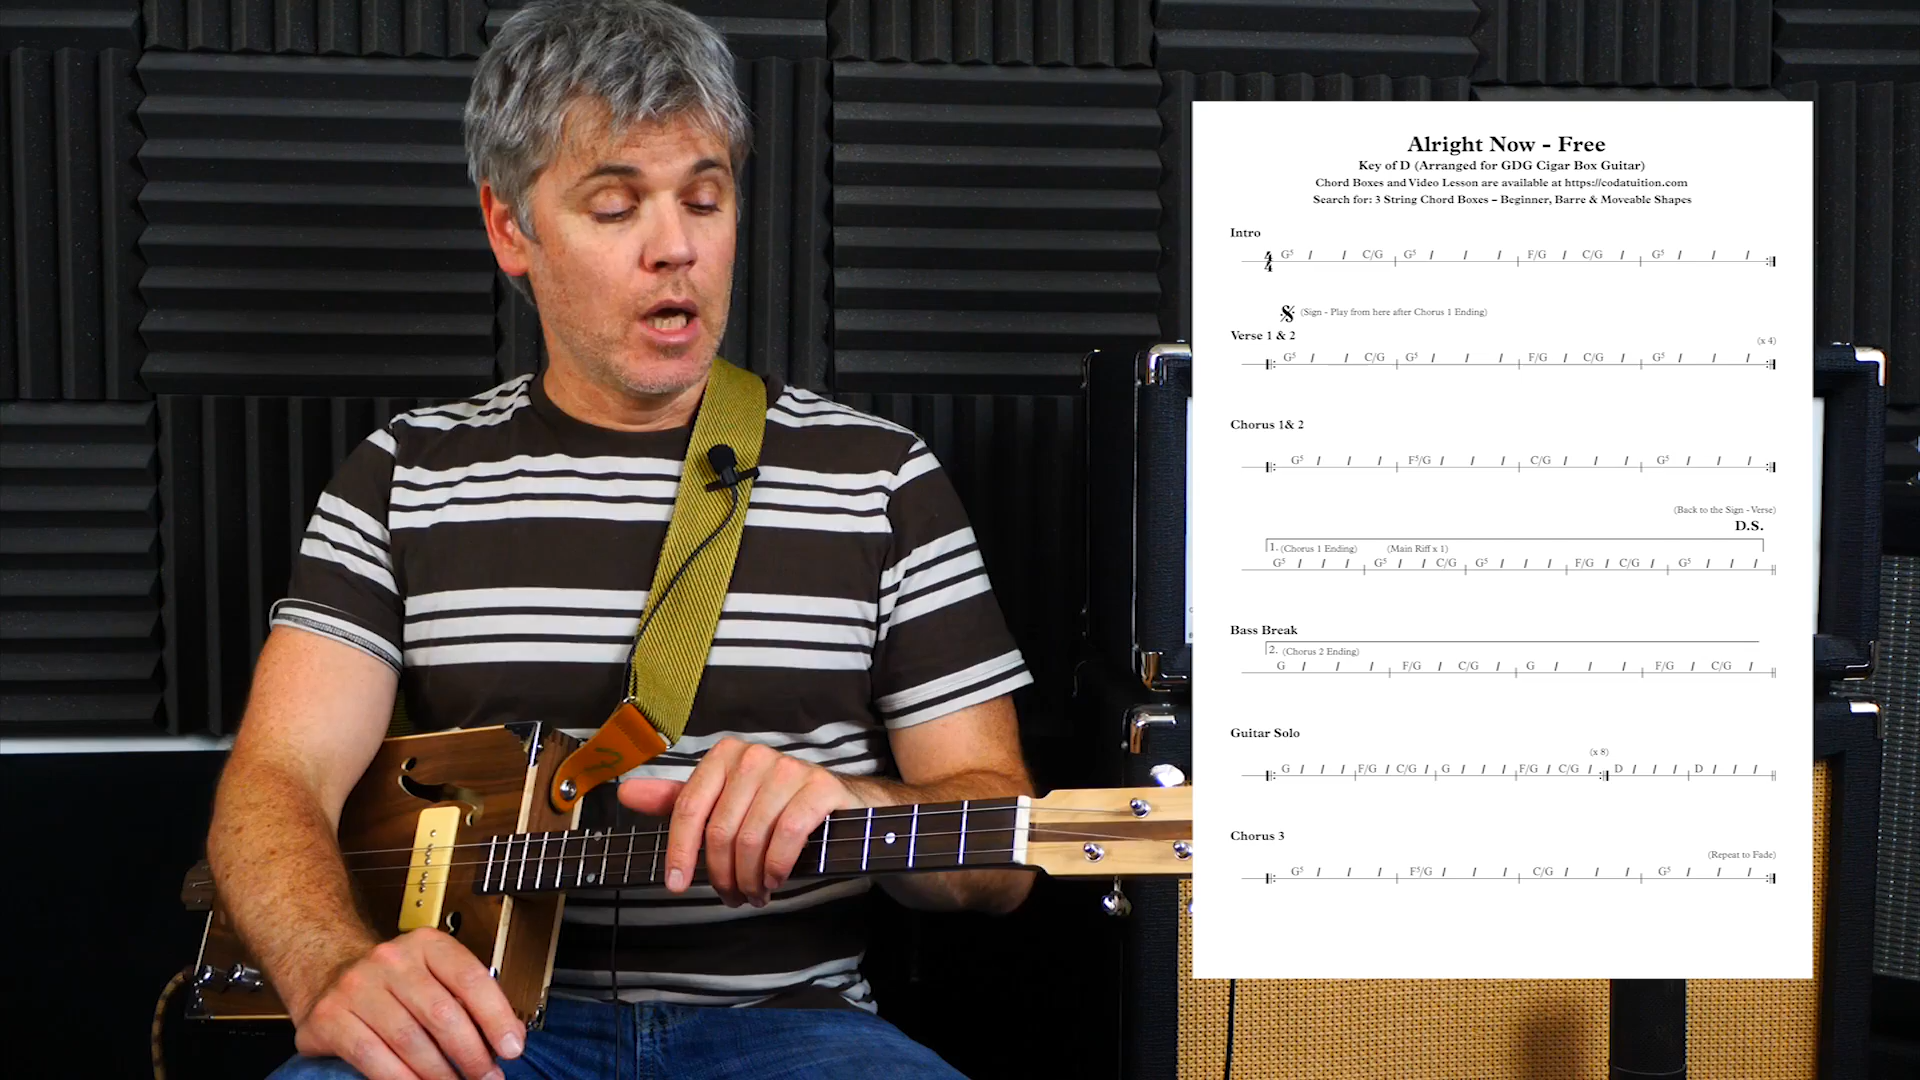 Alright Now - Free
Key of D (Arranged for GDG Cigar Box Guitar)
Chord Boxes and Video Lesson are available at https://codatuition.com
Search for: 3 String Chord Boxes – Beginner, Barre & Moveable Shapes
Intro
4/4 G⁵ / / C/G G⁵ / / / F/G / C/G / G⁵ / / /
(Sign - Play from here after Chorus 1 Ending)
Verse 1 & 2
(x 4)
G⁵ / / C/G G⁵ / / / F/G / C/G / G⁵ / / /
Chorus 1& 2
G⁵ / / / F⁵/G / / / C/G / / / G⁵ / / /
(Back to the Sign - Verse)
D.S.
1. (Chorus 1 Ending) (Main Riff x 1)
G⁵ / / / G⁵ / / C/G G⁵ / / / F/G / C/G / G⁵ / / /
Bass Break
2. (Chorus 2 Ending)
G / / / F/G / C/G / G / / / F/G / C/G /
Guitar Solo
(x 8)
G / / / F/G / C/G / G / / / F/G / C/G / D / / / D / / /
Chorus 3
(Repeat to Fade)
G⁵ / / / F⁵/G / / / C/G / / / G⁵ / / /